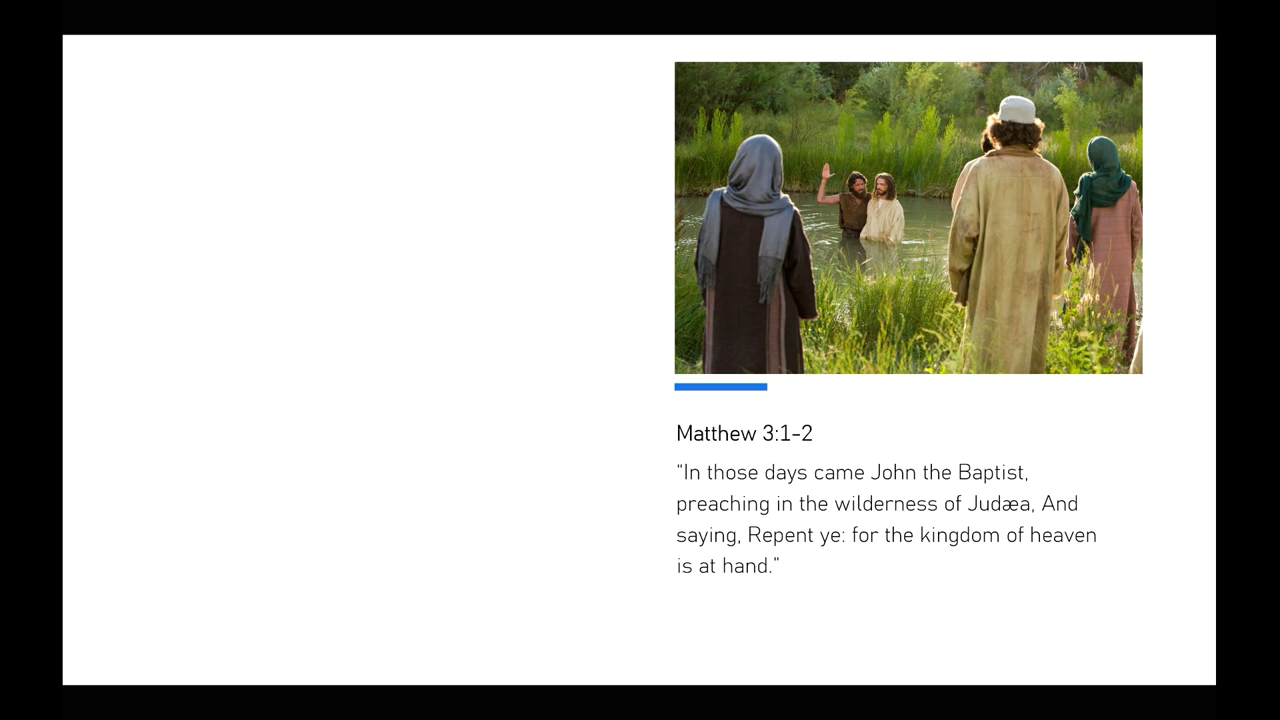 Matthew 3:1-2
"In those days came John the Baptist,
preaching in the wilderness of Judæa, And
saying, Repent ye: for the kingdom of heaven
is at hand."